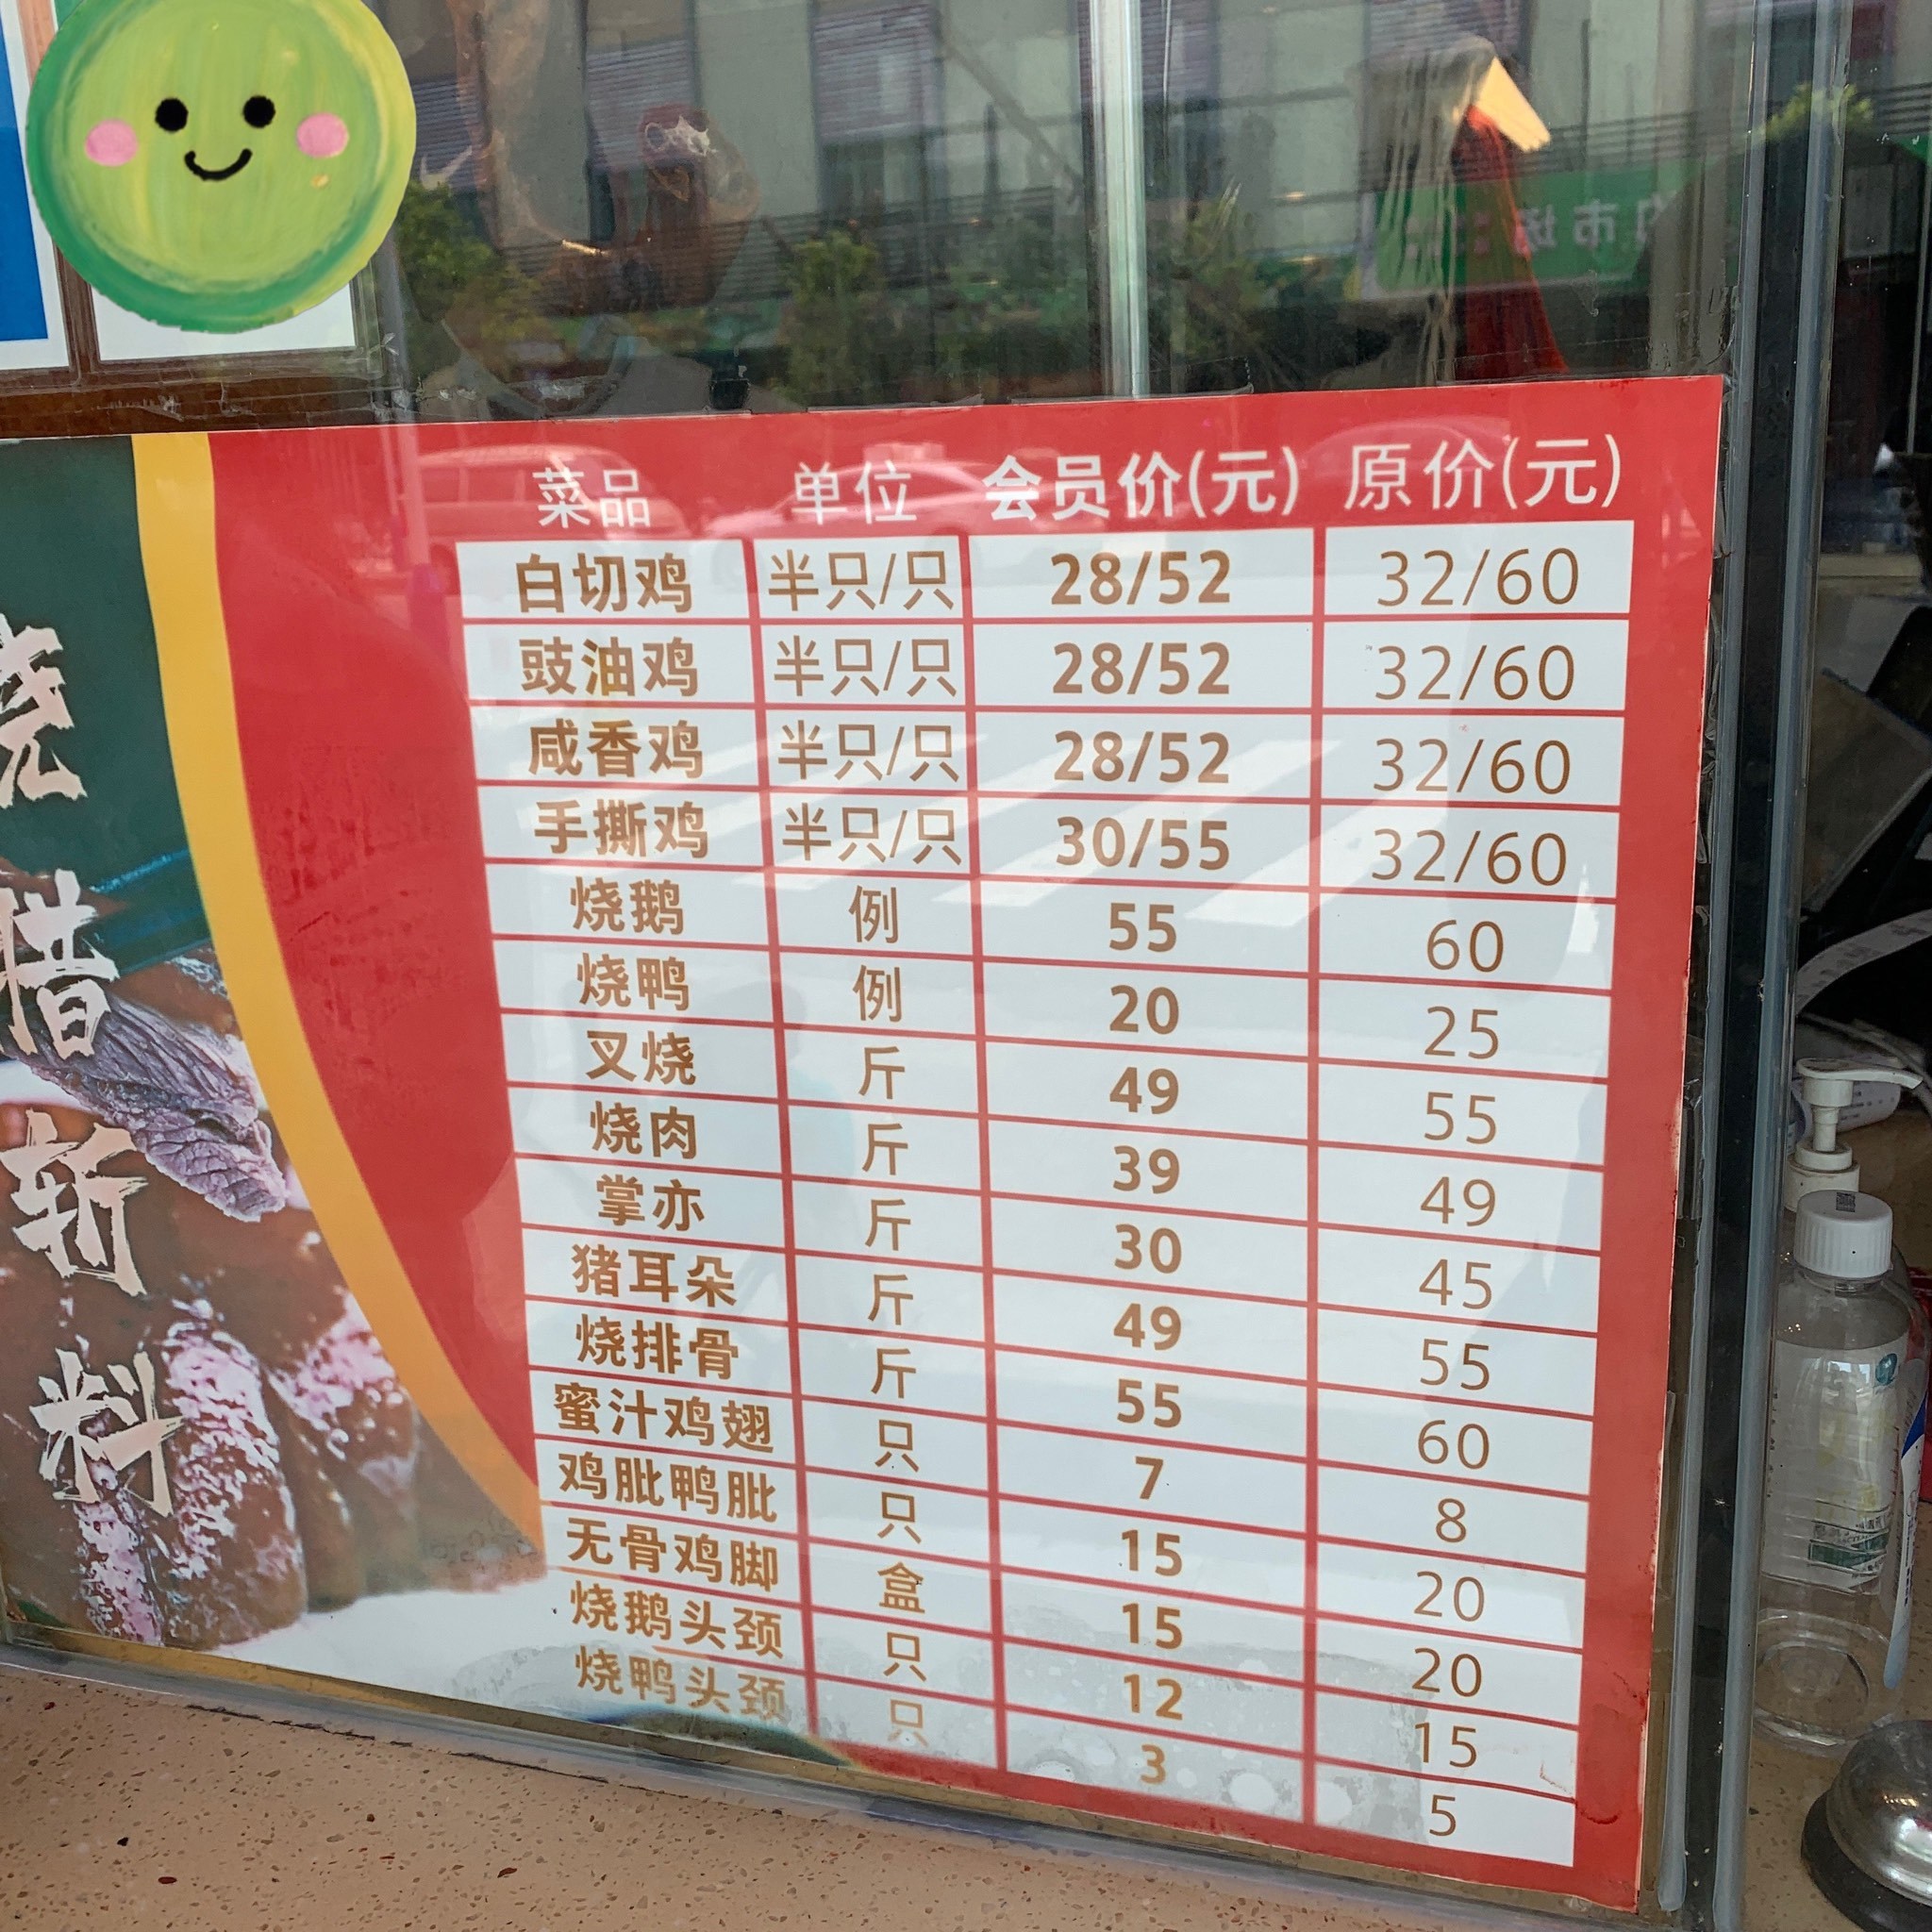 菜品 单位 会员价(元) 原价(元)
白切鸡 半只/只 28/52 32/60
豉油鸡 半只/只 28/52 32/60
咸香鸡 半只/只 28/52 32/60
手撕鸡 半只/只 30/55 32/60
烧鹅 例 55 60
烧鸭 例 20 25
叉烧 斤 49 55
烧肉 斤 39 49
掌亦 斤 30 45
猪耳朵 斤 49 55
烧排骨 斤 55 60
蜜汁鸡翅 只 7 8
鸡肶鸭肶 只 15 20
无骨鸡脚 盒 15 20
烧鹅头颈 只 12 15
烧鸭头颈 只 3 5
烧
腊
斩
料
市场